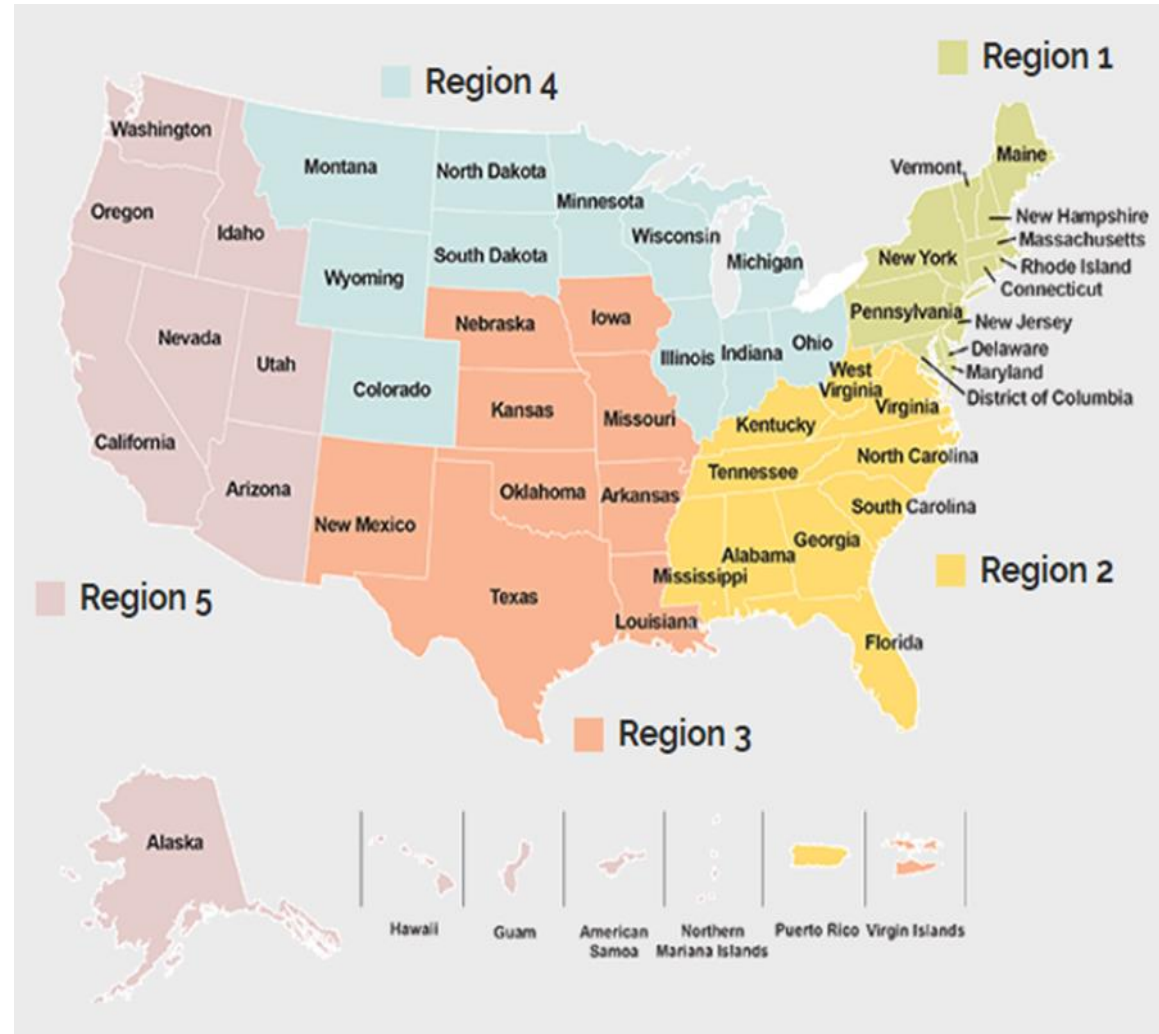 Region 1
Region 4
Washington
Montana
North Dakota
Minnesota
Maine
Vermont
Oregon
Idaho
Wisconsin
New Hampshire
Massachusetts
South Dakota
Michigan
New York
Rhode Island
Wyoming
Connecticut
Nebraska
Iowa
Pennsylvania
New Jersey
Nevada
Utah
Illinois
Indiana
Ohio
Delaware
Maryland
West
Virginia
District of Columbia
Colorado
Kansas
Missouri
Kentucky
Virginia
California
Tennessee
North Carolina
Arizona
Oklahoma
Arkansas
South Carolina
New Mexico
Alabama
Georgia
Mississippi
Region 2
Region 5
Texas
Louisiana
Florida
Region 3
Alaska
Hawaii
Guam
American
Samoa
Northern
Mariana Islands
Puerto Rico
Virgin Islands